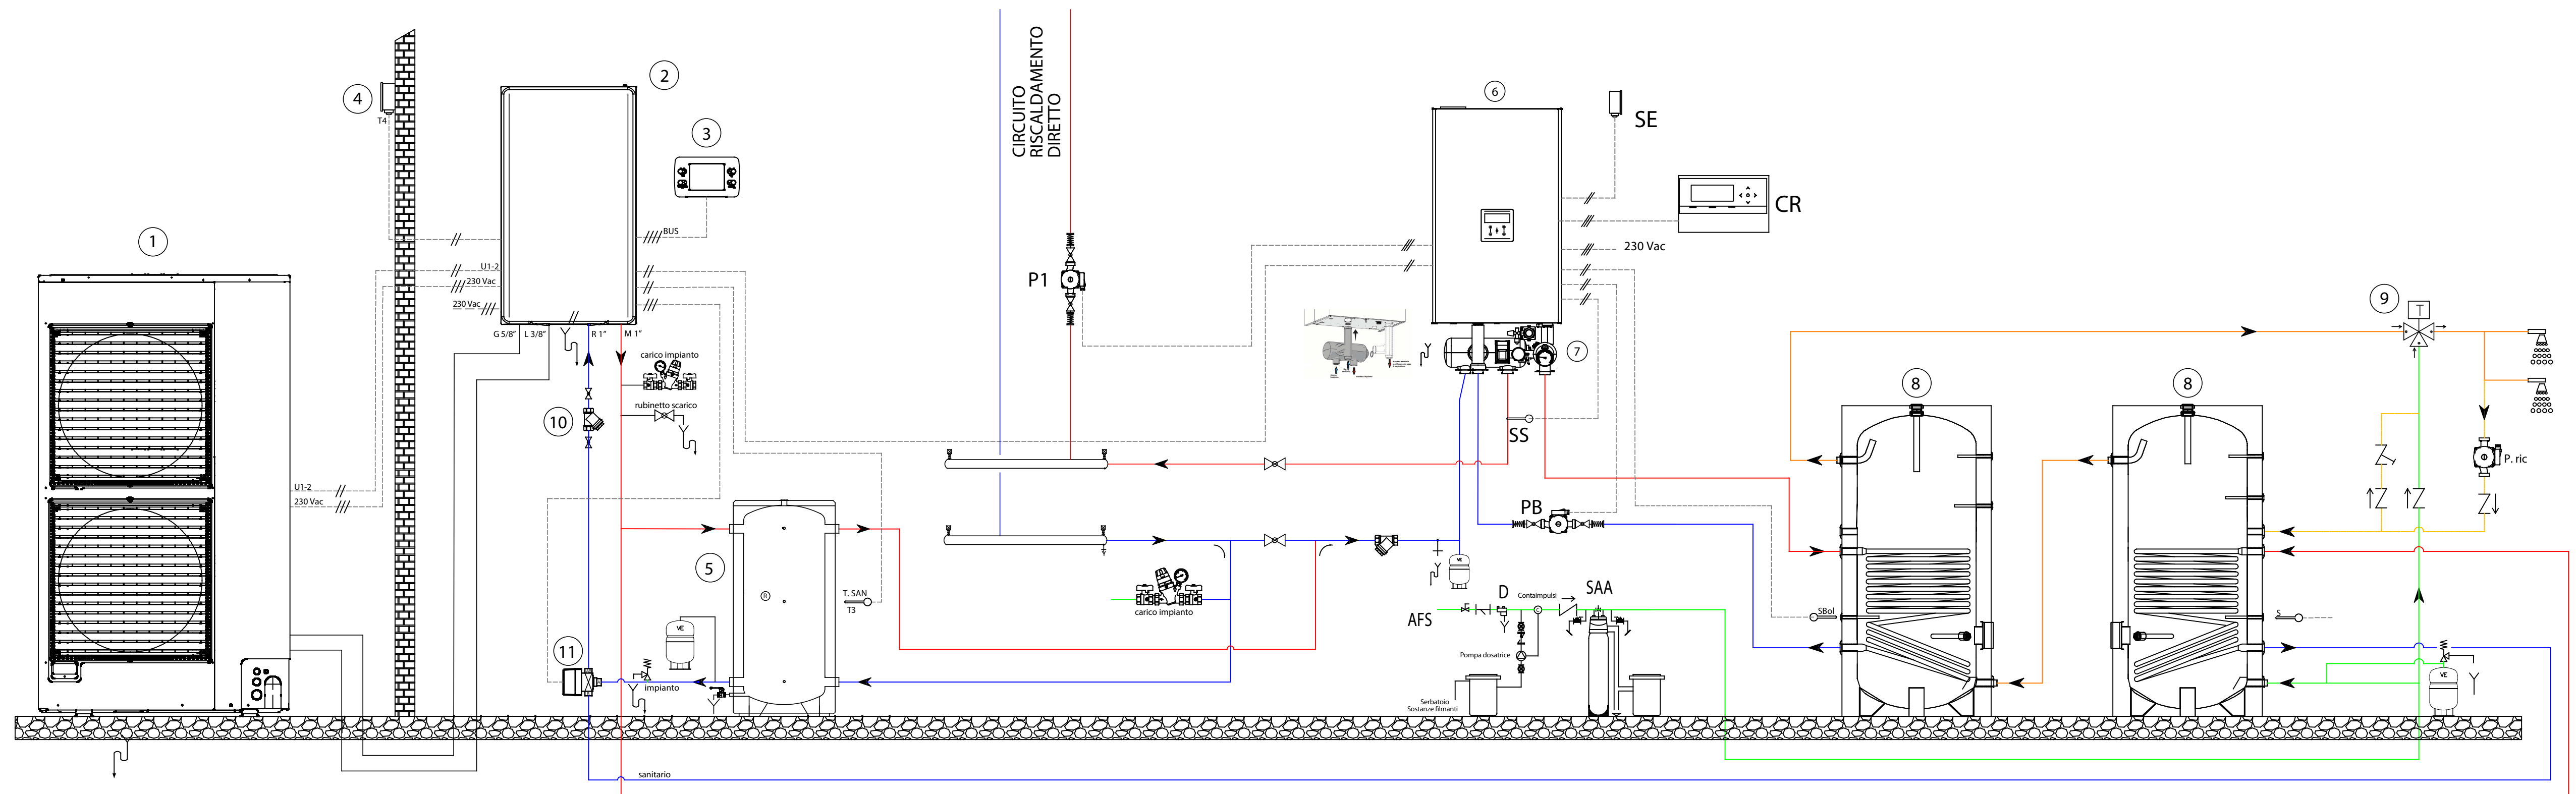 1
4
T4
2
3
BUS
U1-2
230 Vac
230 Vac
G 5/8"
L 3/8"
R 1"
M 1"
carico impianto
rubinetto scarico
10
U1-2
230 Vac
5
R
T. SAN
T3
VE
11
impianto
sanitario
CIRCUITO
RISCALDAMENTO
DIRETTO
P1
6
SE
CR
230 Vac
7
SS
PB
VE
carico impianto
AFS
D
Contaimpulsi
C
SAA
Pompa dosatrice
Serbatoio
Sostanze filmanti
8
SBol
8
S
9
T
P. ric
VE